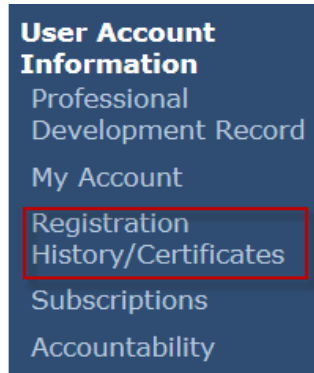 User Account
Information
Professional
Development Record
My Account
Registration
History/Certificates
Subscriptions
Accountability